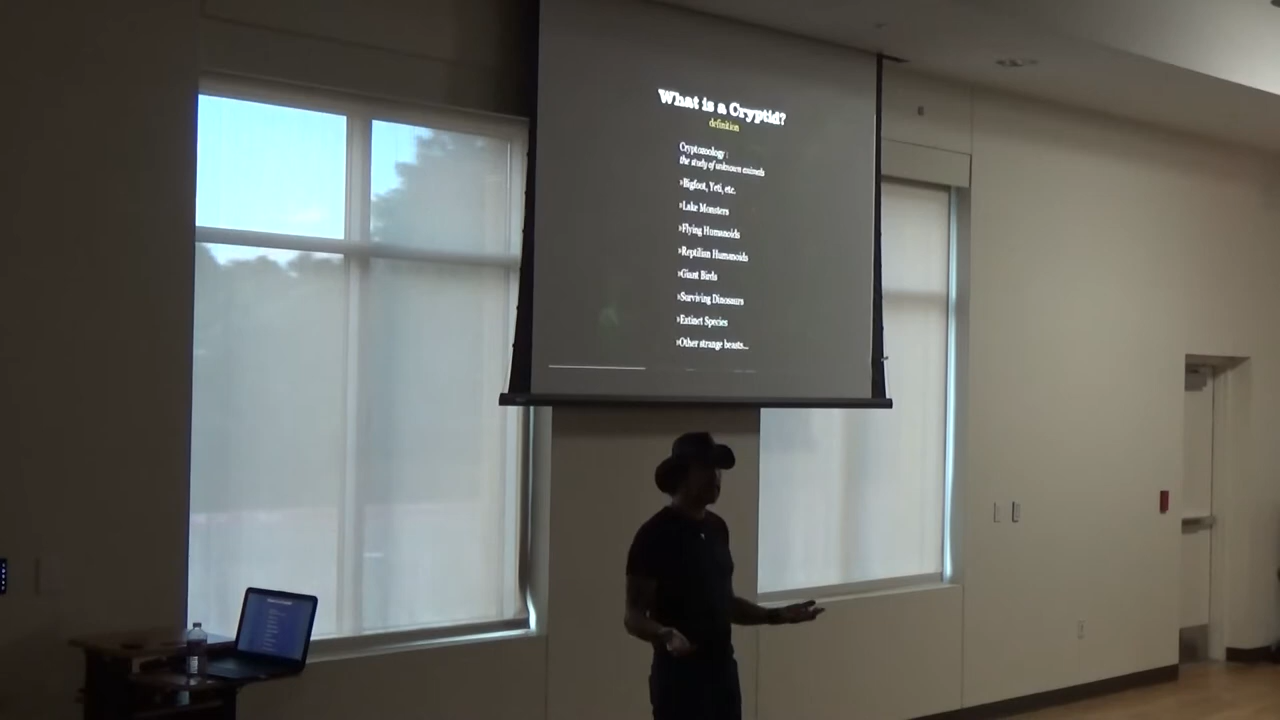 What is a Cryptid?
definition
Cryptozoology :
the study of unknown animals
»Bigfoot, Yeti, etc.
»Lake Monsters
»Flying Humanoids
»Reptilian Humanoids
»Giant Birds
»Surviving Dinosaurs
»Extinct Species
»Other strange beasts...